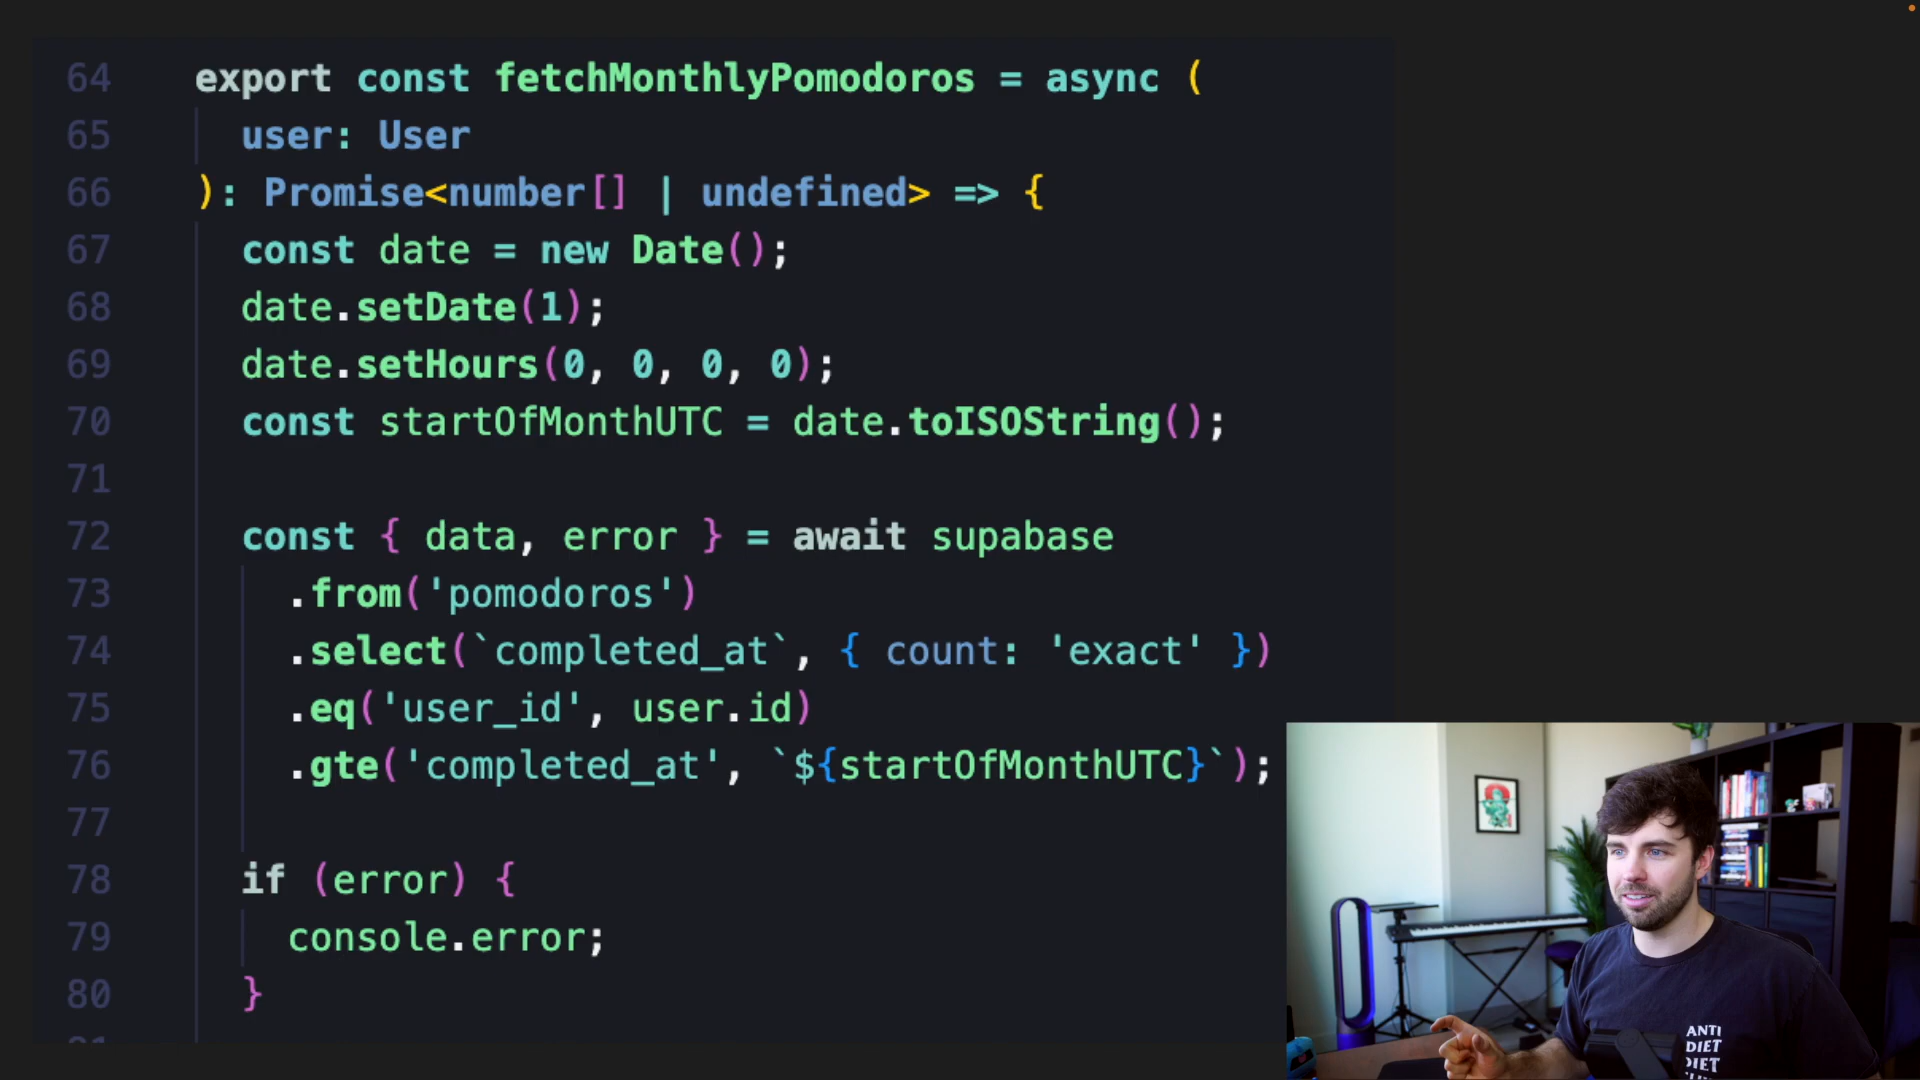 64 export const fetchMonthlyPomodoros = async (
65 user: User
66 ): Promise<number[] | undefined> => {
67 const date = new Date();
68 date.setDate(1);
69 date.setHours(0, 0, 0, 0);
70 const startOfMonthUTC = date.toISOString();
71
72 const { data, error } = await supabase
73 .from('pomodoros')
74 .select(`completed_at`, { count: 'exact' })
75 .eq('user_id', user.id)
76 .gte('completed_at', `${startOfMonthUTC}`);
77
78 if (error) {
79 console.error;
80 }
ANTI
DIET
DIET